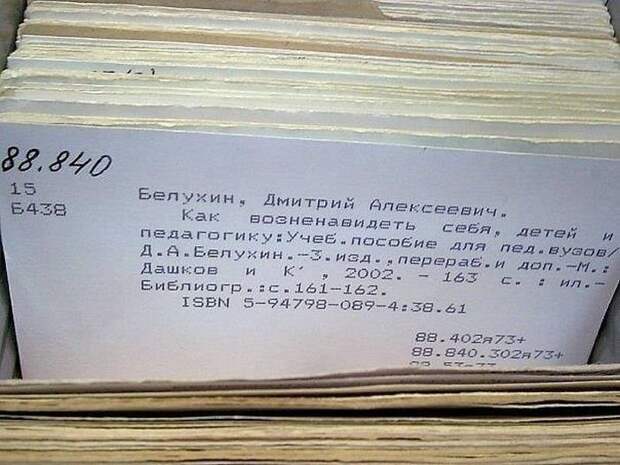 88.840
15
Б438
Белухин, Дмитрий Алексеевич.
Как возненавидеть себя, детей и
педагогику:Учеб.пособие для пед.вузов/
Д.А.Белухин.-3.изд.,перераб.и доп.-М.:
Дашков и К', 2002. - 163 с. : ил.-
Библиогр.:с.161-162.
ISBN 5-94798-089-4:38.61
88.402я73+
88.840.302я73+